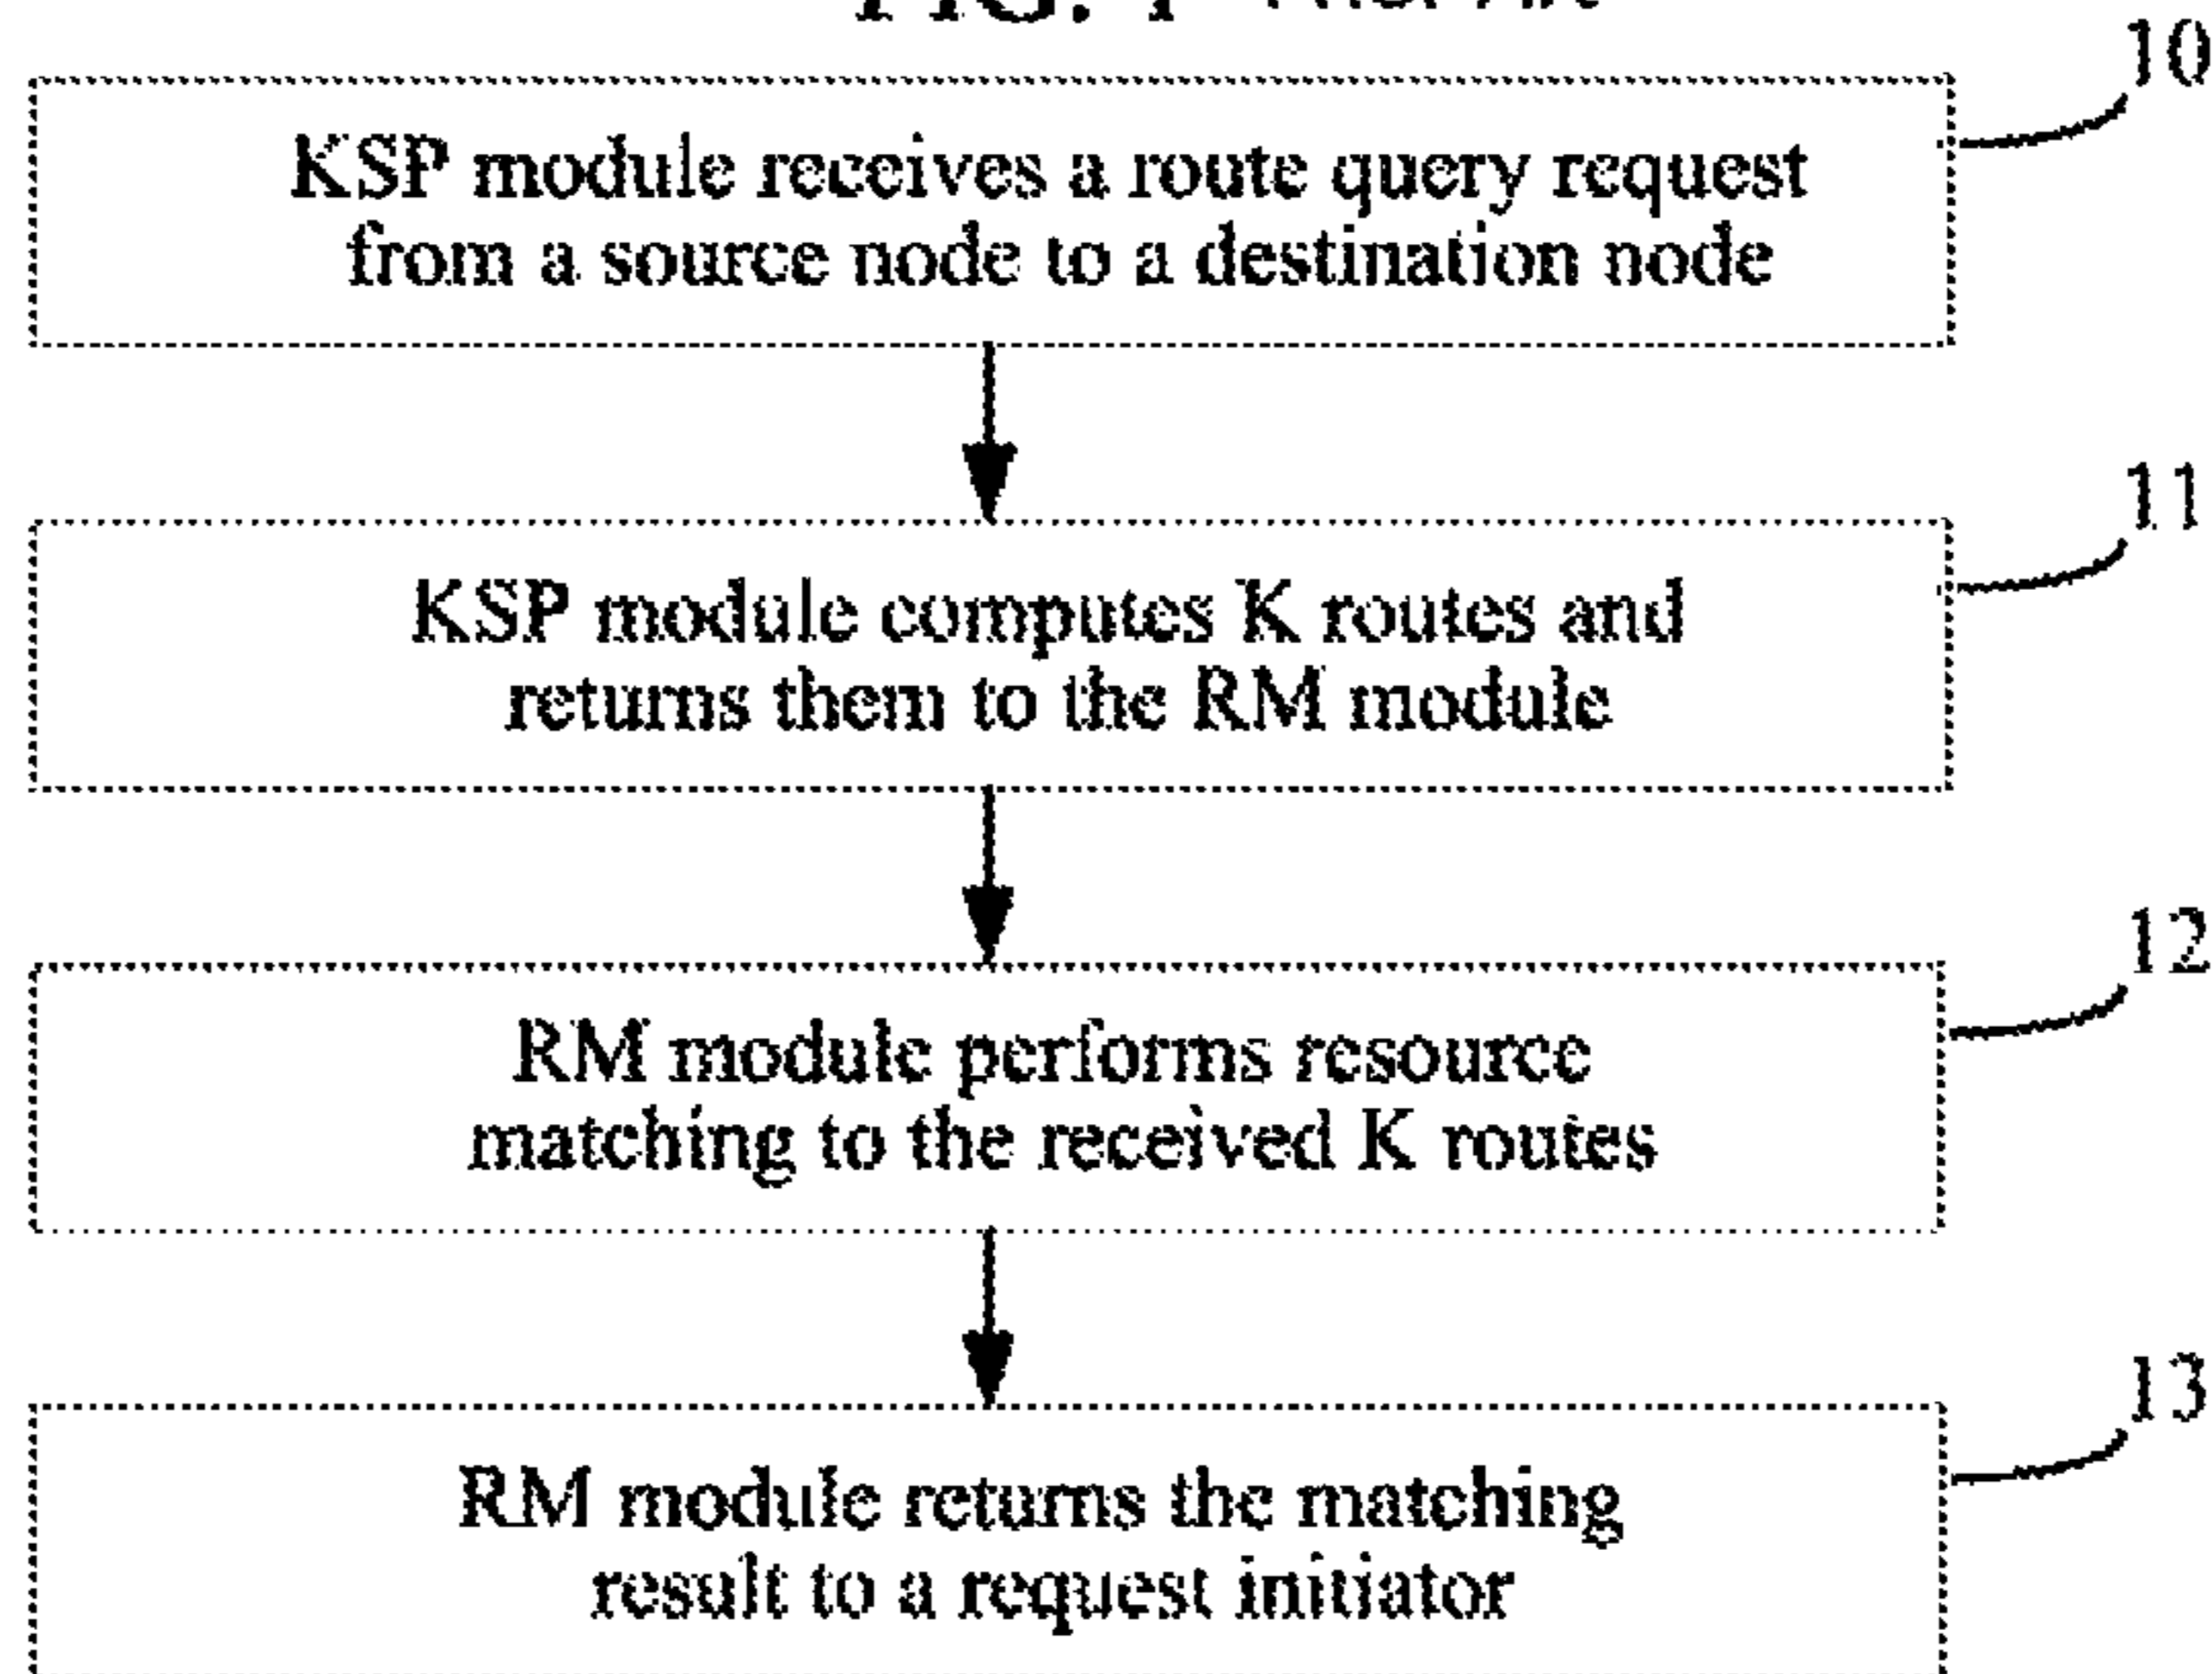 FIG. 1
10
KSP module receives a route query request
from a source node to a destination node
11
KSP module computes K routes and
returns them to the RM module
12
RM module performs resource
matching to the received K routes
13
RM module returns the matching
result to a request initiator